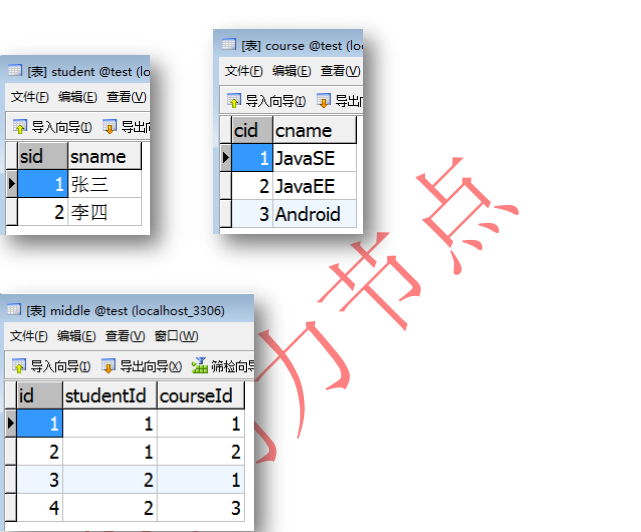 [表] student @test (lo
文件(F) 编辑(E) 查看(V)
导入向导(I) 导出
sid sname
1 张三
2 李四
[表] course @test (lo
文件(F) 编辑(E) 查看(V)
导入向导(I) 导出
cid cname
1 JavaSE
2 JavaEE
3 Android
[表] middle @test (localhost_3306)
文件(F) 编辑(E) 查看(V) 窗口(W)
导入向导(I) 导出向导(X) 筛检向导
id studentId courseId
1 1 1
2 1 2
3 2 1
4 2 3
力节点